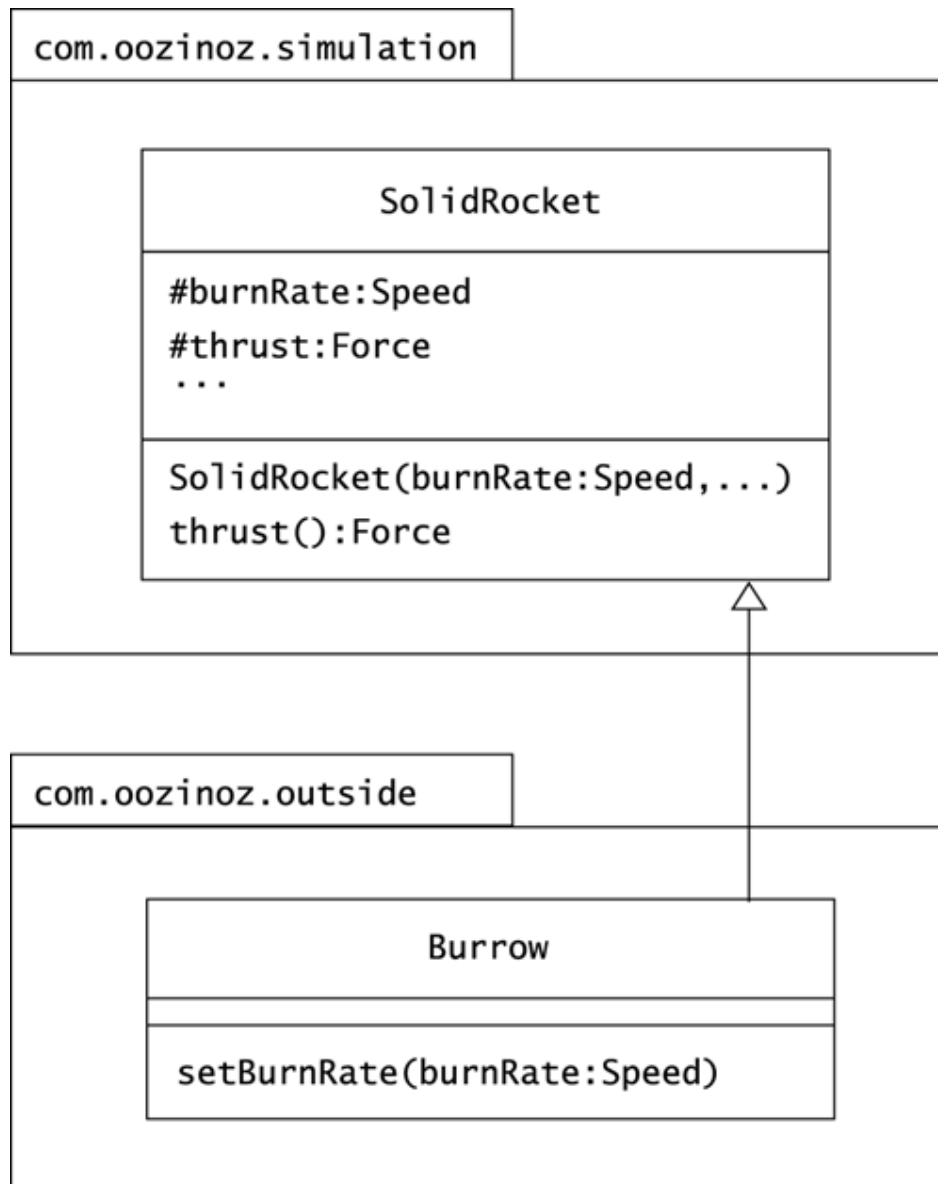 com.oozinoz.simulation
SolidRocket
#burnRate:Speed
#thrust:Force
...
SolidRocket(burnRate:Speed,...)
thrust():Force
com.oozinoz.outside
Burrow
setBurnRate(burnRate:Speed)